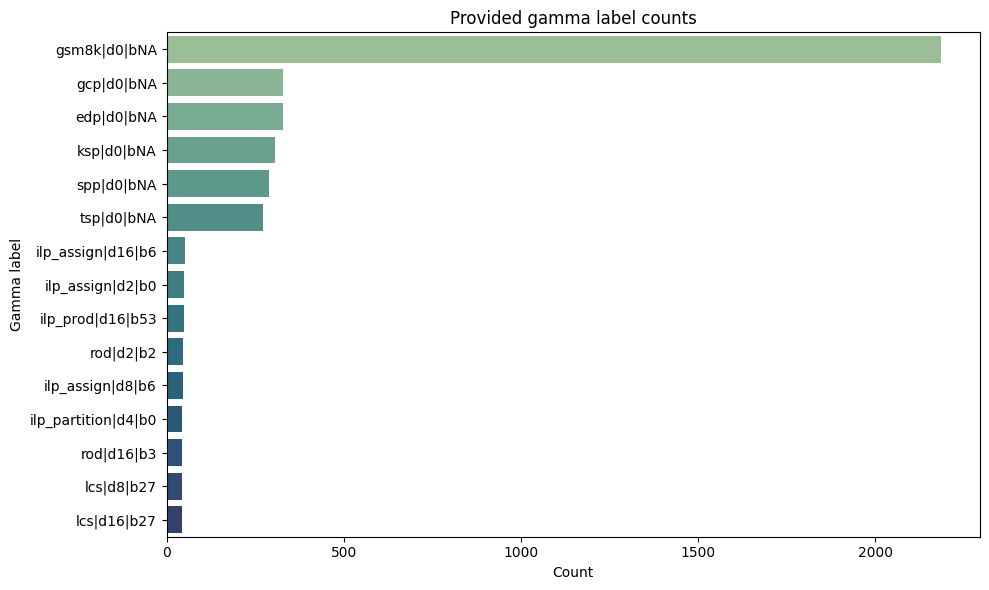 Provided gamma label counts
Gamma label
gsm8k|d0|bNA
gcp|d0|bNA
edp|d0|bNA
ksp|d0|bNA
spp|d0|bNA
tsp|d0|bNA
ilp_assign|d16|b6
ilp_assign|d2|b0
ilp_prod|d16|b53
rod|d2|b2
ilp_assign|d8|b6
ilp_partition|d4|b0
rod|d16|b3
lcs|d8|b27
lcs|d16|b27
0 500 1000 1500 2000
Count